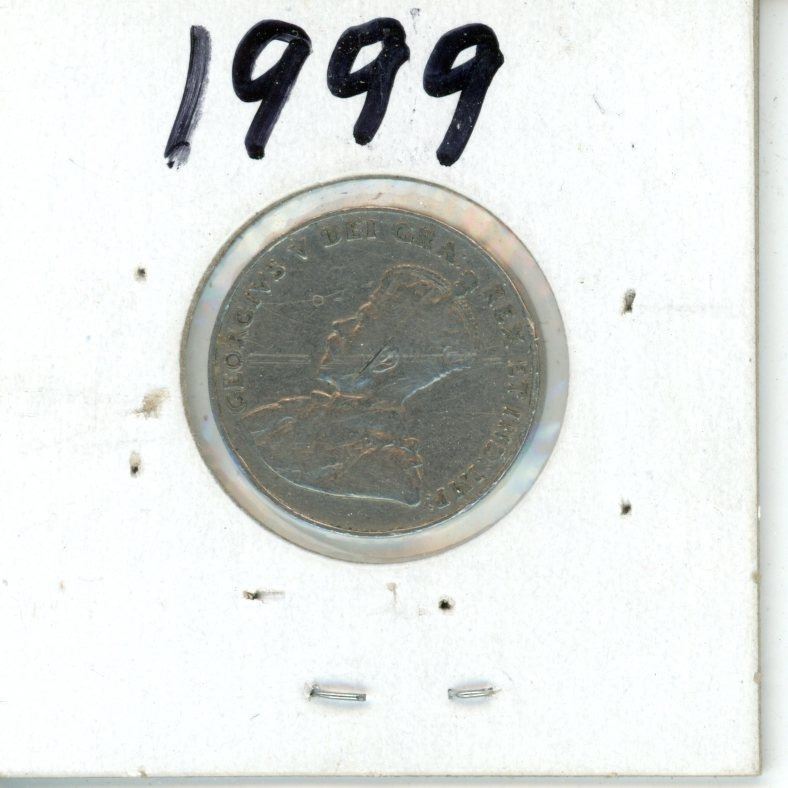 1999
GEORGIVS V DEI GRA: REX ET IND: IMP: